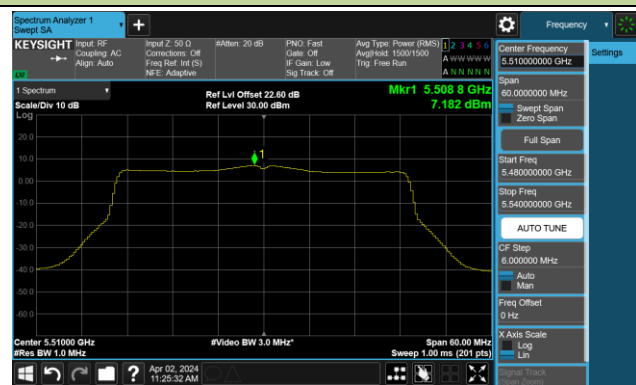 Spectrum Analyzer 1
Swept SA
Frequency
KEYSIGHT
Input: RF
Coupling: AC
Align: Auto
Input Z: 50 Ω
Corrections: Off
Freq Ref: Int (S)
NFE: Adaptive
#Atten: 20 dB
PNO: Fast
Gate: Off
IF Gain: Low
Sig Track: Off
Avg Type: Power (RMS)
Avg|Hold: 1500/1500
Trig: Free Run
1 2 3 4 5 6
A W W W W W
A N N N N N
LV
1 Spectrum
Scale/Div 10 dB
Log
Ref Lvl Offset 22.60 dB
Ref Level 30.00 dBm
Mkr1 5.508 8 GHz
7.182 dBm
1
20.0
10.0
0.00
-10.0
-20.0
-30.0
-40.0
-50.0
-60.0
Center 5.51000 GHz
#Res BW 1.0 MHz
#Video BW 3.0 MHz*
Span 60.00 MHz
Sweep 1.00 ms (201 pts)
Apr 02, 2024
11:25:32 AM
Center Frequency
5.510000000 GHz
Span
60.0000000 MHz
Swept Span
Zero Span
Full Span
Start Freq
5.480000000 GHz
Stop Freq
5.540000000 GHz
AUTO TUNE
CF Step
6.000000 MHz
Auto
Man
Freq Offset
0 Hz
X Axis Scale
Log
Lin
Signal Track
(Span Zoom)
Settings